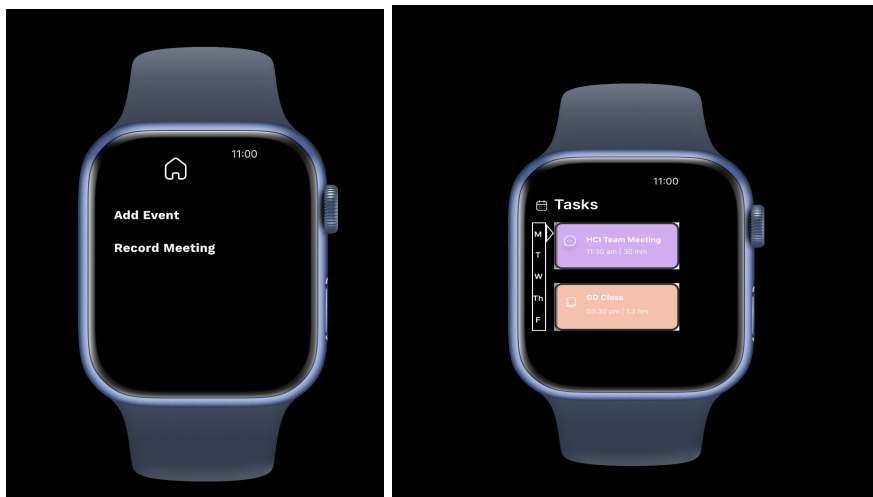 11:00
Add Event
Record Meeting
11:00
Tasks
M
T
W
Th
F
HCI Team Meeting
11:30 am | 30 min
GD Class
03-30 pm | 1.3 hrs